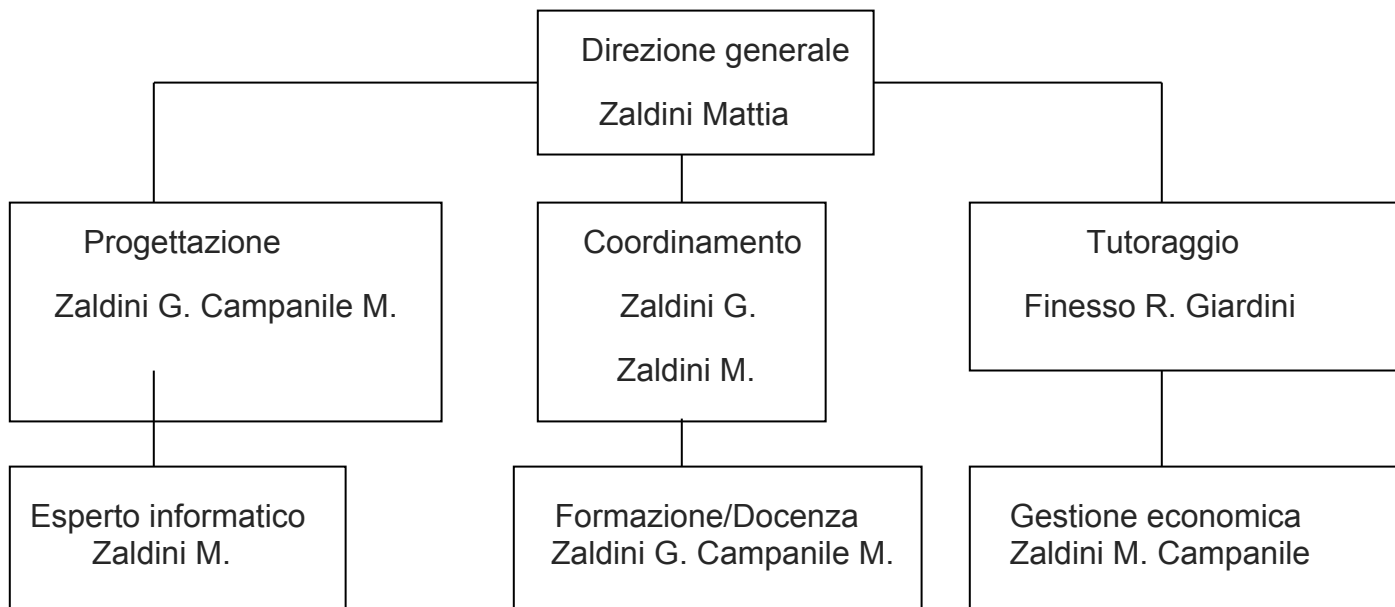 Direzione generale
Zaldini Mattia
Progettazione
Zaldini G. Campanile M.
Coordinamento
Zaldini G.
Zaldini M.
Tutoraggio
Finesso R. Giardini
Esperto informatico
Zaldini M.
Formazione/Docenza
Zaldini G. Campanile M.
Gestione economica
Zaldini M. Campanile